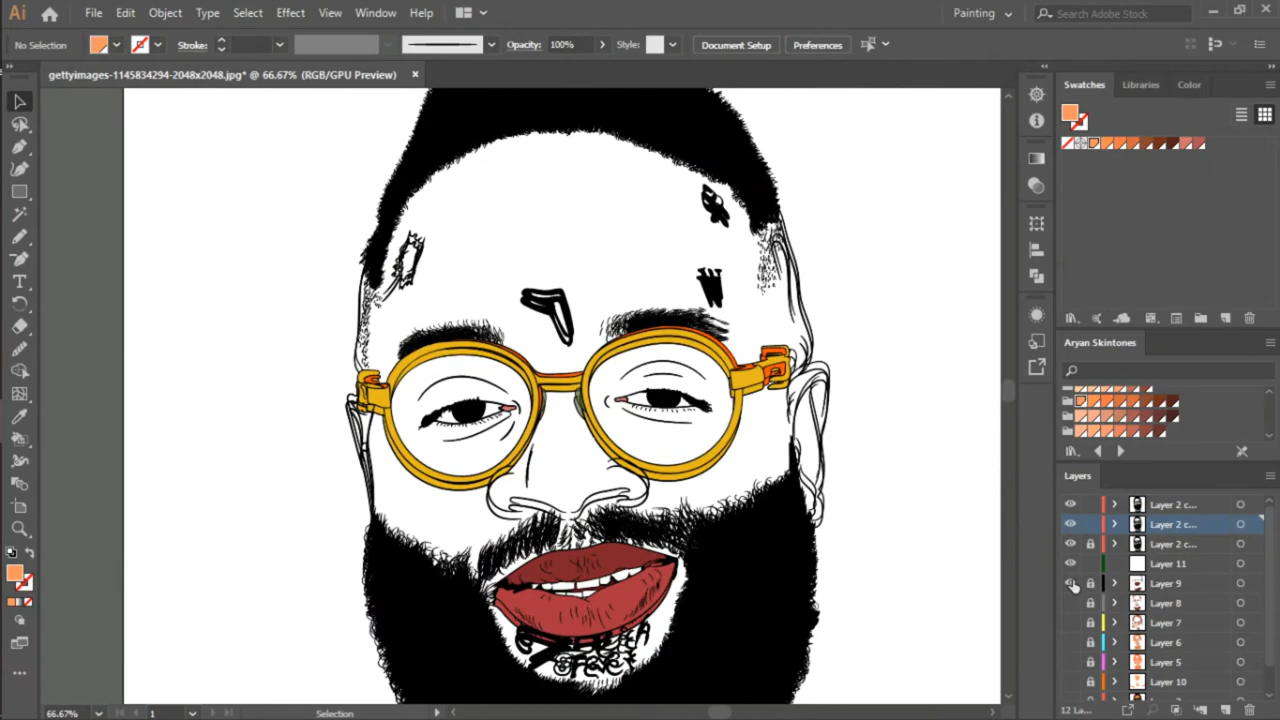 Ai File Edit Object Type Select Effect View Window Help Painting Search Adobe Stock
No Selection Stroke: Opacity: 100% Style: Document Setup Preferences
gettyimages-1145834294-2048x2048.jpg* @ 66.67% (RGB/GPU Preview) ×
Swatches Libraries Color
Aryan Skintones
Layers
Layer 2 c...
Layer 2 c...
Layer 2 c...
Layer 11
Layer 9
Layer 8
Layer 7
Layer 6
Layer 5
Layer 10
66.67% 1 Selection 12 La...